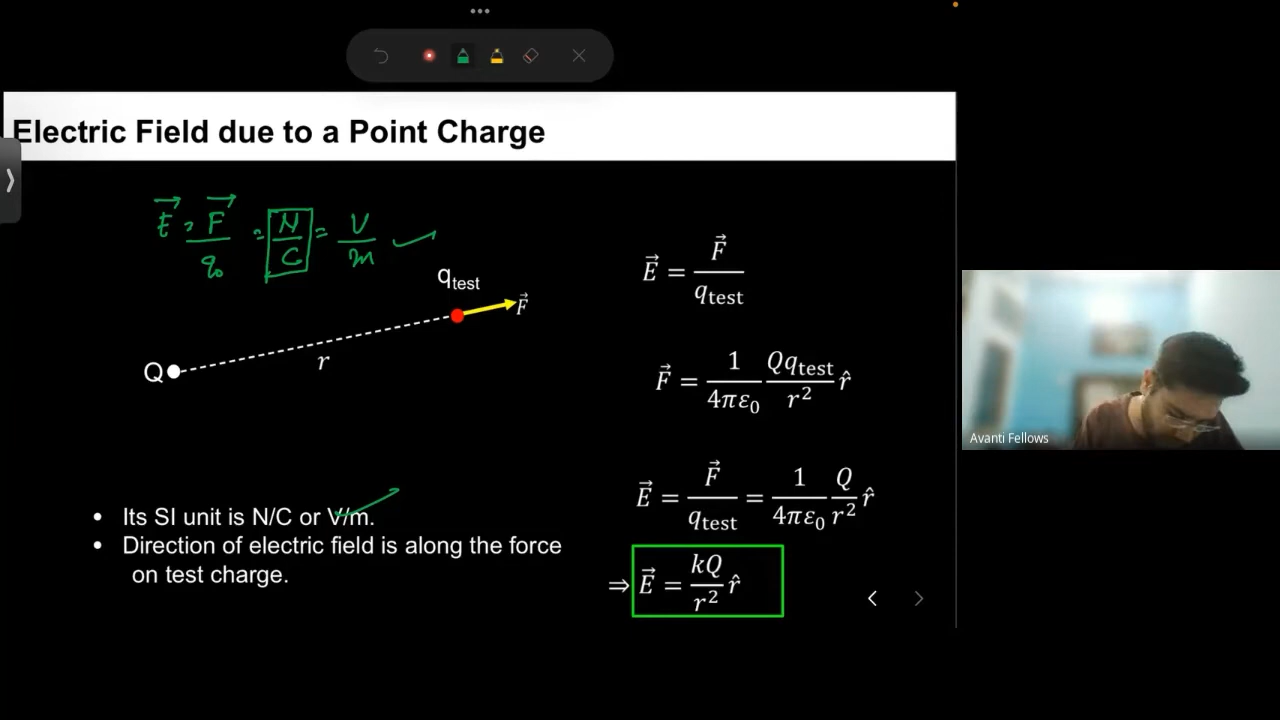 Electric Field due to a Point Charge
E⃗ = F⃗/q₀ = N/C = V/m
q_test
F⃗
Q
r
E⃗ = F⃗/q_test
F⃗ = 1/4πε₀ Qq_test/r² r̂
E⃗ = F⃗/q_test = 1/4πε₀ Q/r² r̂
⇒ E⃗ = kQ/r² r̂
• Its SI unit is N/C or V/m.
• Direction of electric field is along the force
on test charge.
Avanti Fellows